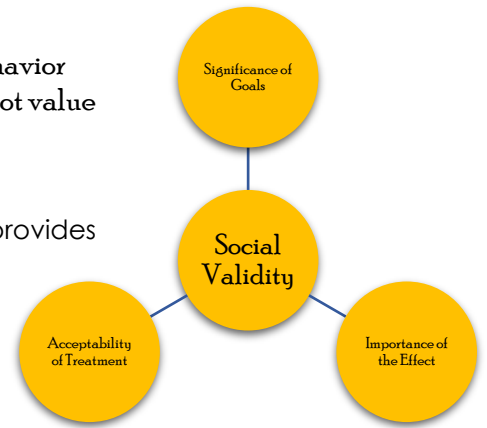 Significance of
Goals
havior
ot value
provides
Social
Validity
Acceptability
of Treatment
Importance of
the Effect